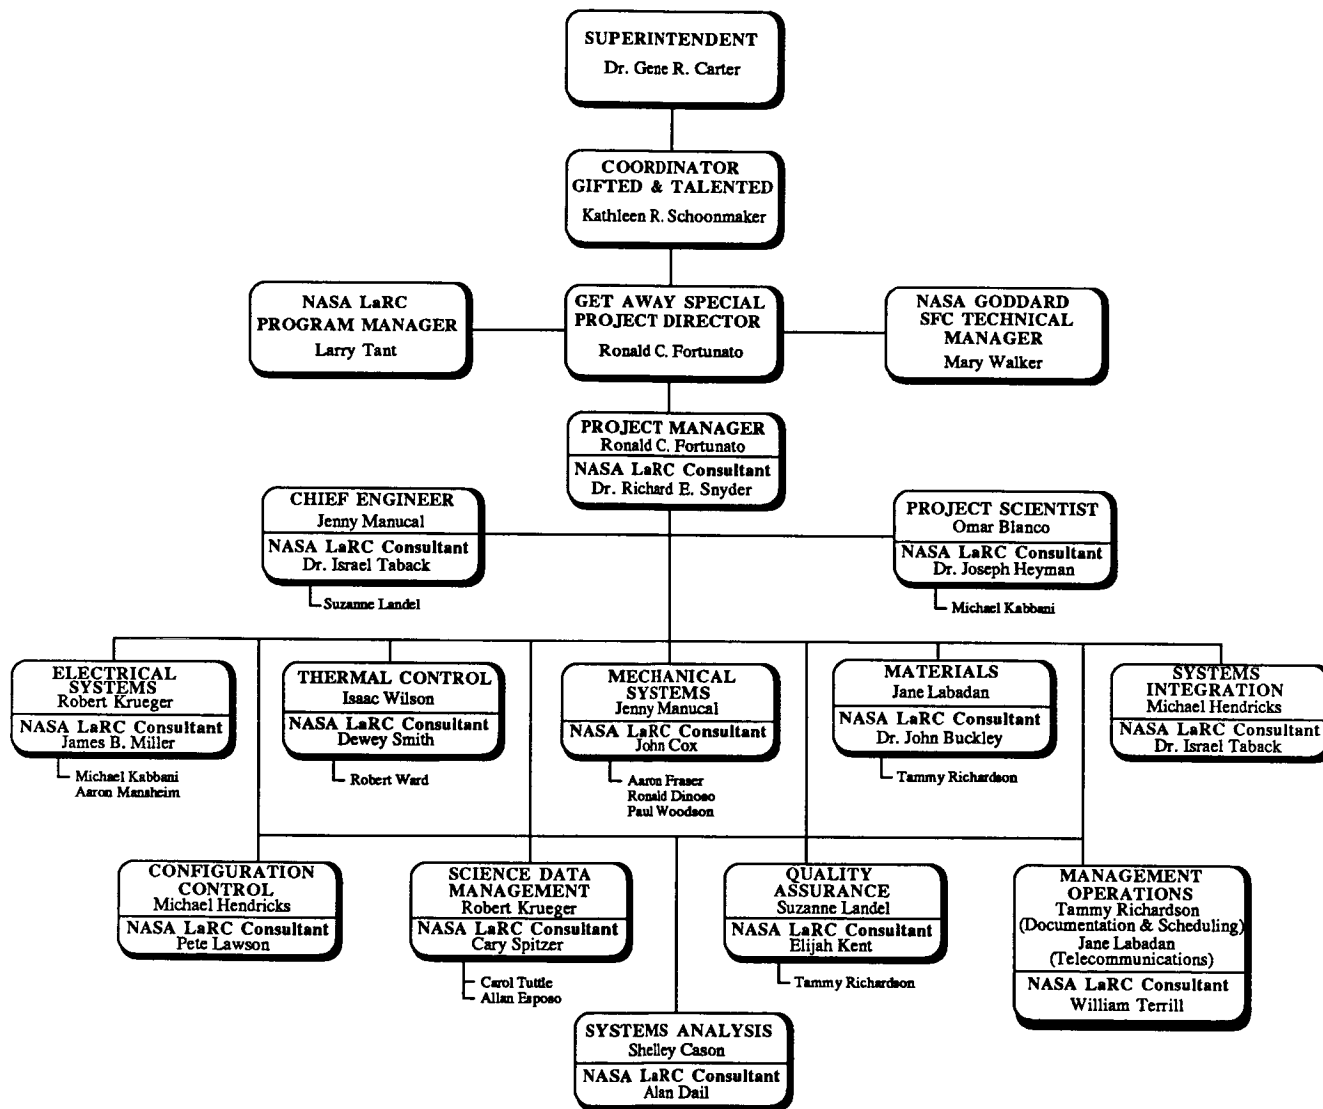 SUPERINTENDENT
Dr. Gene R. Carter
COORDINATOR
GIFTED & TALENTED
Kathleen R. Schoonmaker
NASA LaRC
PROGRAM MANAGER
Larry Tant
GET AWAY SPECIAL
PROJECT DIRECTOR
Ronald C. Fortunato
NASA GODDARD
SFC TECHNICAL
MANAGER
Mary Walker
PROJECT MANAGER
Ronald C. Fortunato
NASA LaRC Consultant
Dr. Richard E. Snyder
CHIEF ENGINEER
Jenny Manucal
NASA LaRC Consultant
Dr. Israel Taback
Suzanne Landel
PROJECT SCIENTIST
Omar Blanco
NASA LaRC Consultant
Dr. Joseph Heyman
Michael Kabbani
ELECTRICAL
SYSTEMS
Robert Krueger
NASA LaRC Consultant
James B. Miller
Michael Kabbani
Aaron Mansheim
THERMAL CONTROL
Isaac Wilson
NASA LaRC Consultant
Dewey Smith
Robert Ward
MECHANICAL
SYSTEMS
Jenny Manucal
NASA LaRC Consultant
John Cox
Aaron Fraser
Ronald Dinoso
Paul Woodson
MATERIALS
Jane Labadan
NASA LaRC Consultant
Dr. John Buckley
Tammy Richardson
SYSTEMS
INTEGRATION
Michael Hendricks
NASA LaRC Consultant
Dr. Israel Taback
CONFIGURATION
CONTROL
Michael Hendricks
NASA LaRC Consultant
Pete Lawson
SCIENCE DATA
MANAGEMENT
Robert Krueger
NASA LaRC Consultant
Cary Spitzer
Carol Tuttle
Allan Esposo
QUALITY
ASSURANCE
Suzanne Landel
NASA LaRC Consultant
Elijah Kent
Tammy Richardson
MANAGEMENT
OPERATIONS
Tammy Richardson
(Documentation & Scheduling)
Jane Labadan
(Telecommunications)
NASA LaRC Consultant
William Terrill
SYSTEMS ANALYSIS
Shelley Cason
NASA LaRC Consultant
Alan Dail